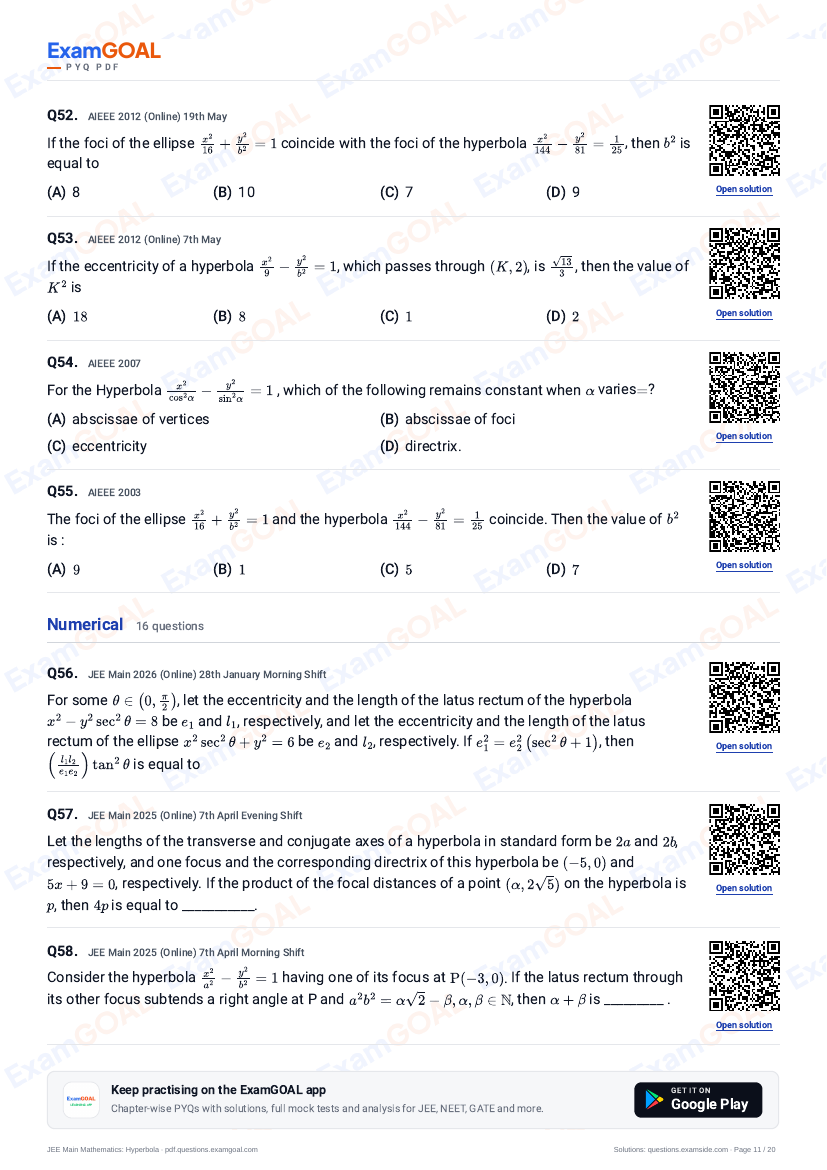 ExamGOAL
PYQ PDF
Q52. AIEEE 2012 (Online) 19th May
If the foci of the ellipse x²/16 + y²/b² = 1 coincide with the foci of the hyperbola x²/144 − y²/81 = 1/25, then b² is
equal to
(A) 8 (B) 10 (C) 7 (D) 9
Open solution
Q53. AIEEE 2012 (Online) 7th May
If the eccentricity of a hyperbola x²/9 − y²/b² = 1, which passes through (K, 2), is √13/3, then the value of
K² is
(A) 18 (B) 8 (C) 1 (D) 2
Open solution
Q54. AIEEE 2007
For the Hyperbola x²/cos²α − y²/sin²α = 1 , which of the following remains constant when α varies=?
(A) abscissae of vertices (B) abscissae of foci
(C) eccentricity (D) directrix.
Open solution
Q55. AIEEE 2003
The foci of the ellipse x²/16 + y²/b² = 1 and the hyperbola x²/144 − y²/81 = 1/25 coincide. Then the value of b²
is :
(A) 9 (B) 1 (C) 5 (D) 7
Open solution
Numerical 16 questions
Q56. JEE Main 2026 (Online) 28th January Morning Shift
For some θ ∈ (0, π/2), let the eccentricity and the length of the latus rectum of the hyperbola
x² − y² sec² θ = 8 be e₁ and l₁, respectively, and let the eccentricity and the length of the latus
rectum of the ellipse x² sec² θ + y² = 6 be e₂ and l₂, respectively. If e₁² = e₂² (sec² θ + 1), then
(l₁l₂/e₁e₂) tan² θ is equal to
Open solution
Q57. JEE Main 2025 (Online) 7th April Evening Shift
Let the lengths of the transverse and conjugate axes of a hyperbola in standard form be 2a and 2b,
respectively, and one focus and the corresponding directrix of this hyperbola be (−5, 0) and
5x + 9 = 0, respectively. If the product of the focal distances of a point (α, 2√5) on the hyperbola is
p, then 4p is equal to ___________.
Open solution
Q58. JEE Main 2025 (Online) 7th April Morning Shift
Consider the hyperbola x²/a² − y²/b² = 1 having one of its focus at P(−3, 0). If the latus rectum through
its other focus subtends a right angle at P and a²b² = α√2 − β, α, β ∈ ℕ, then α + β is _________ .
Open solution
Keep practising on the ExamGOAL app
Chapter-wise PYQs with solutions, full mock tests and analysis for JEE, NEET, GATE and more.
GET IT ON
Google Play
JEE Main Mathematics: Hyperbola · pdf.questions.examgoal.com
Solutions: questions.examside.com · Page 11 / 20